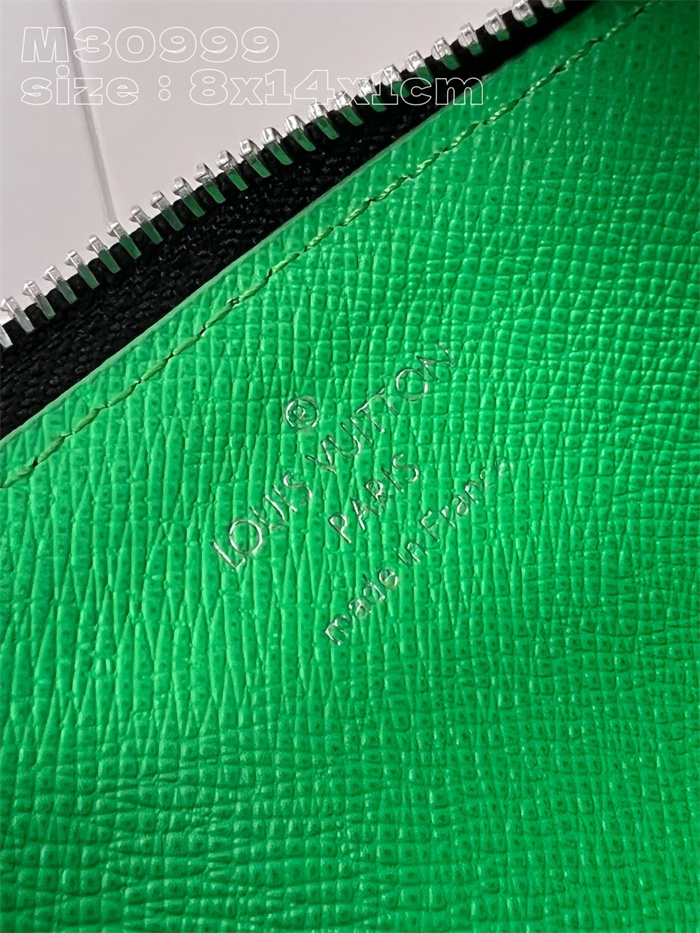 M30999
size : 8x14x1cm
®
LOUIS VUITTON
PARIS
made in France